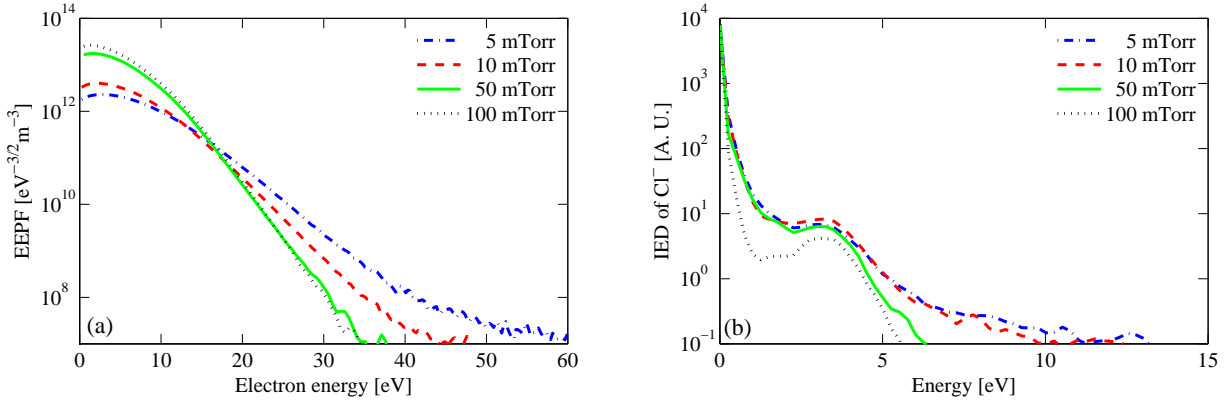 10^14
10^12
10^10
10^8
EEPF [eV^−3/2 m^−3]
5 mTorr
10 mTorr
50 mTorr
100 mTorr
(a)
0 10 20 30 40 50 60
Electron energy [eV]
10^4
10^3
10^2
10^1
10^0
10^−1
IED of Cl^− [A. U.]
5 mTorr
10 mTorr
50 mTorr
100 mTorr
(b)
0 5 10 15
Energy [eV]